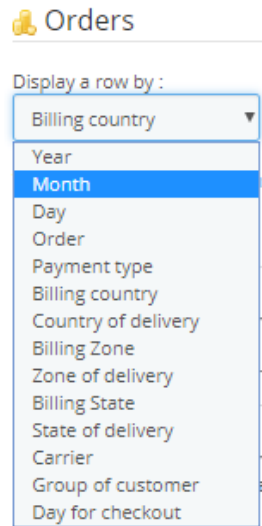 Orders
Display a row by :
Billing country
Year
Month
Day
Order
Payment type
Billing country
Country of delivery
Billing Zone
Zone of delivery
Billing State
State of delivery
Carrier
Group of customer
Day for checkout